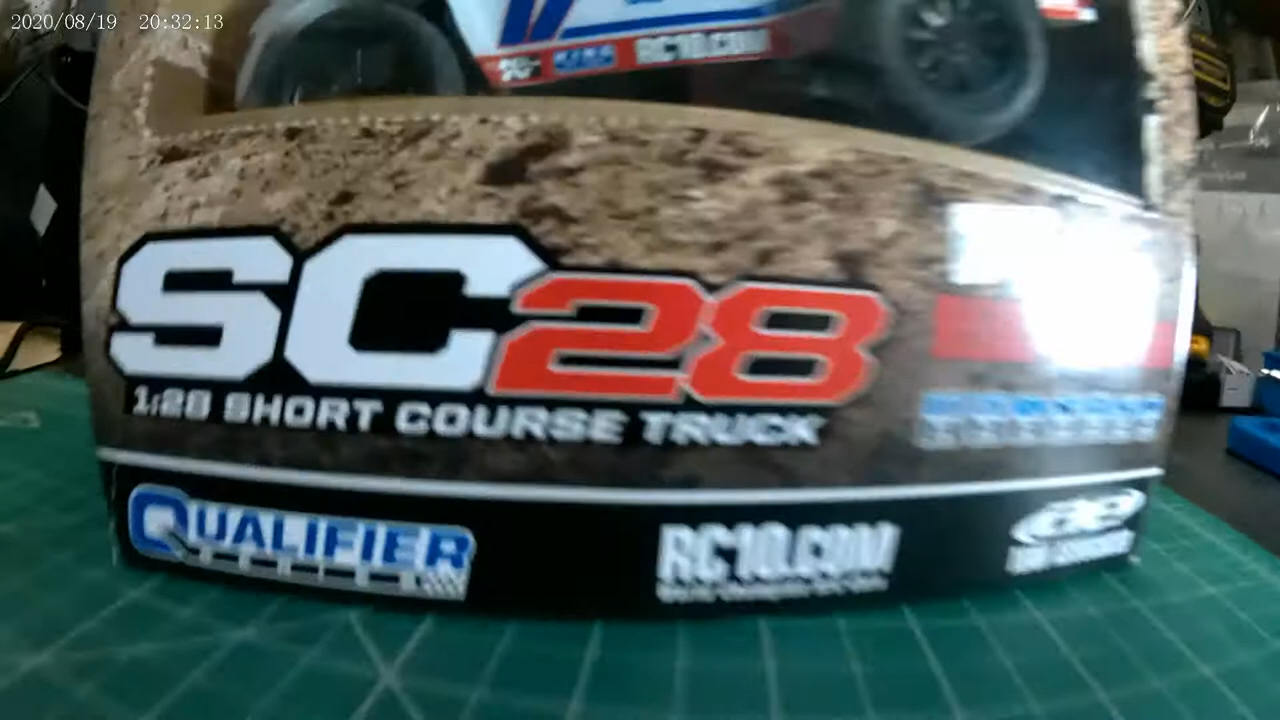 2020/08/19 20:32:13
RC10.COM
SC28
1:28 SHORT COURSE TRUCK
QUALIFIER
RC10.COM